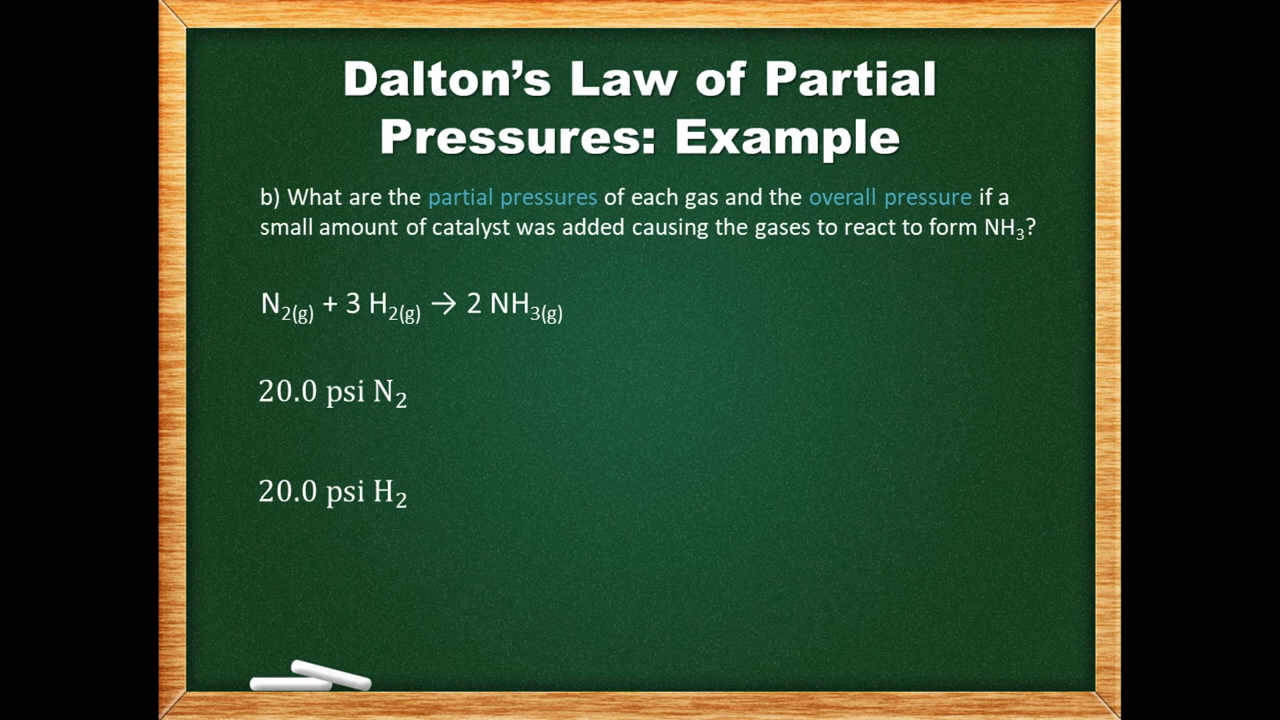 Dalton’s Law of Partial
Pressures: Example
b) What are the partial pressures of each gas and the overall pressure if a
small amount of catalyst was added causing the gases to react to form NH₃?
N₂₍g₎ + 3 H₂₍g₎ → 2 NH₃₍g₎
20.0 psi N₂
20.0 psi H₂